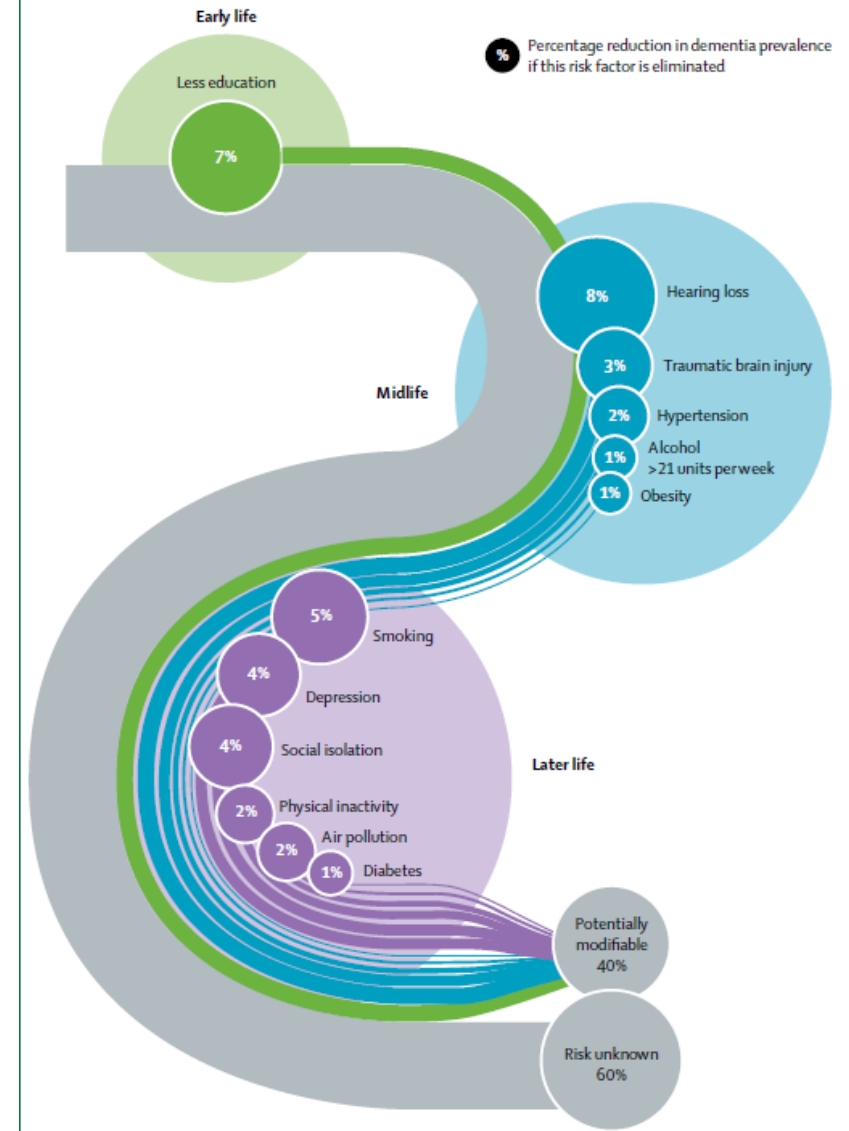 Early life
%
Percentage reduction in dementia prevalence
if this risk factor is eliminated
Less education
7%
8%
Hearing loss
3%
Traumatic brain injury
Midlife
2%
Hypertension
1%
Alcohol
>21 units per week
1%
Obesity
5%
Smoking
4%
Depression
4%
Social isolation
Later life
2%
Physical inactivity
2%
Air pollution
1%
Diabetes
Potentially
modifiable
40%
Risk unknown
60%